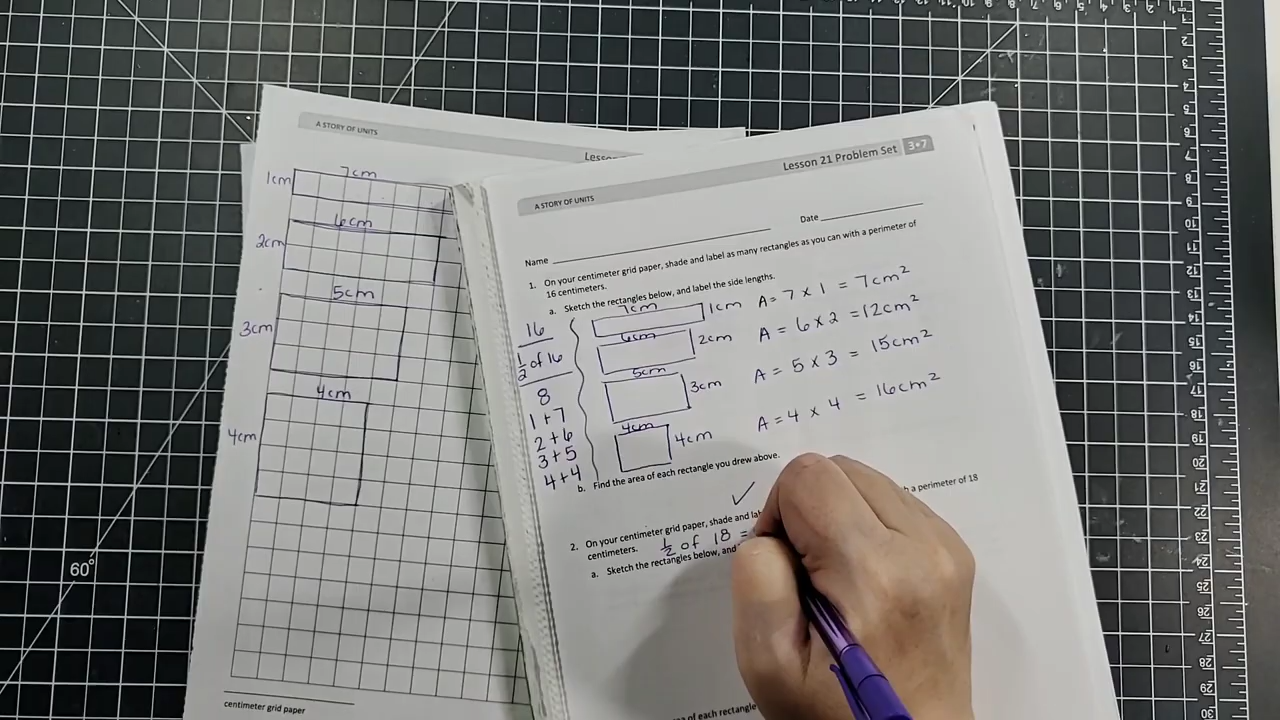 A STORY OF UNITS
7cm
1cm
6cm
2cm
5cm
3cm
4cm
4cm
centimeter grid paper
A STORY OF UNITS
Lesson 21 Problem Set 3•7
Name
Date
1. On your centimeter grid paper, shade and label as many rectangles as you can with a perimeter of
16 centimeters.
a. Sketch the rectangles below, and label the side lengths.
16
1/2 of 16
8
1 + 7
2 + 6
3 + 5
4 + 4
7cm 1cm A = 7 x 1 = 7cm²
6cm 2cm A = 6 x 2 = 12cm²
5cm 3cm A = 5 x 3 = 15cm²
4cm 4cm A = 4 x 4 = 16cm²
b. Find the area of each rectangle you drew above.
✓
2. On your centimeter grid paper, shade and a perimeter of 18
centimeters. 1/2 of 18 =
a. Sketch the rectangles below, and
of each rectangle
60°